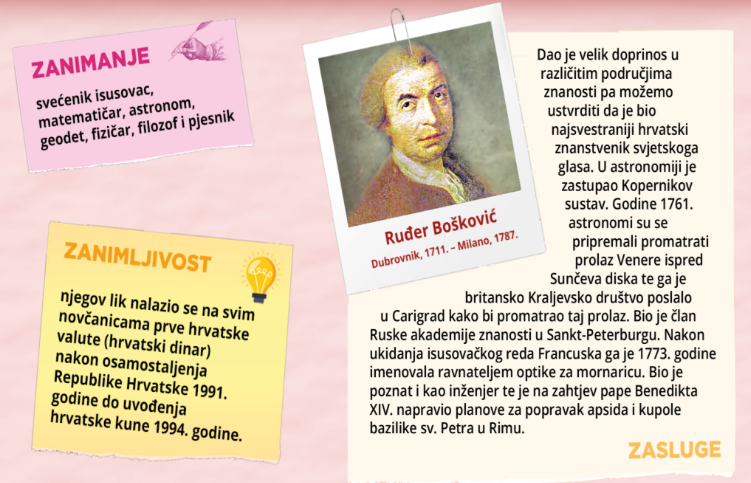 ZANIMANJE
svećenik isusovac,
matematičar, astronom,
geodet, fizičar, filozof i pjesnik
Ruđer Bošković
Dubrovnik, 1711. – Milano, 1787.
ZANIMLJIVOST
njegov lik nalazio se na svim
novčanicama prve hrvatske
valute (hrvatski dinar)
nakon osamostaljenja
Republike Hrvatske 1991.
godine do uvođenja
hrvatske kune 1994. godine.
Dao je velik doprinos u
različitim područjima
znanosti pa možemo
ustvrditi da je bio
najsvestraniji hrvatski
znanstvenik svjetskoga
glasa. U astronomiji je
zastupao Kopernikov
sustav. Godine 1761.
astronomi su se
pripremali promatrati
prolaz Venere ispred
Sunčeva diska te ga je
britansko Kraljevsko društvo poslalo
u Carigrad kako bi promatrao taj prolaz. Bio je član
Ruske akademije znanosti u Sankt-Peterburgu. Nakon
ukidanja isusovačkog reda Francuska ga je 1773. godine
imenovala ravnateljem optike za mornaricu. Bio je
poznat i kao inženjer te je na zahtjev pape Benedikta
XIV. napravio planove za popravak apsida i kupole
bazilike sv. Petra u Rimu.
ZASLUGE